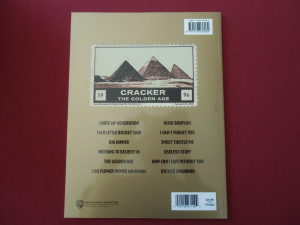 19
CRACKER
THE GOLDEN AGE
96
I HATE MY GENERATION
I'M A LITTLE ROCKET SHIP
BIG DIPPER
NOTHING TO BELIEVE IN
THE GOLDEN AGE
100 FLOWER POWER MAXIMUM
DIXIE BABYLON
I CAN'T FORGET YOU
SWEET THISTLE PIE
USELESS STUFF
HOW CAN I LIVE WITHOUT YOU
BICYCLE SPANIARD